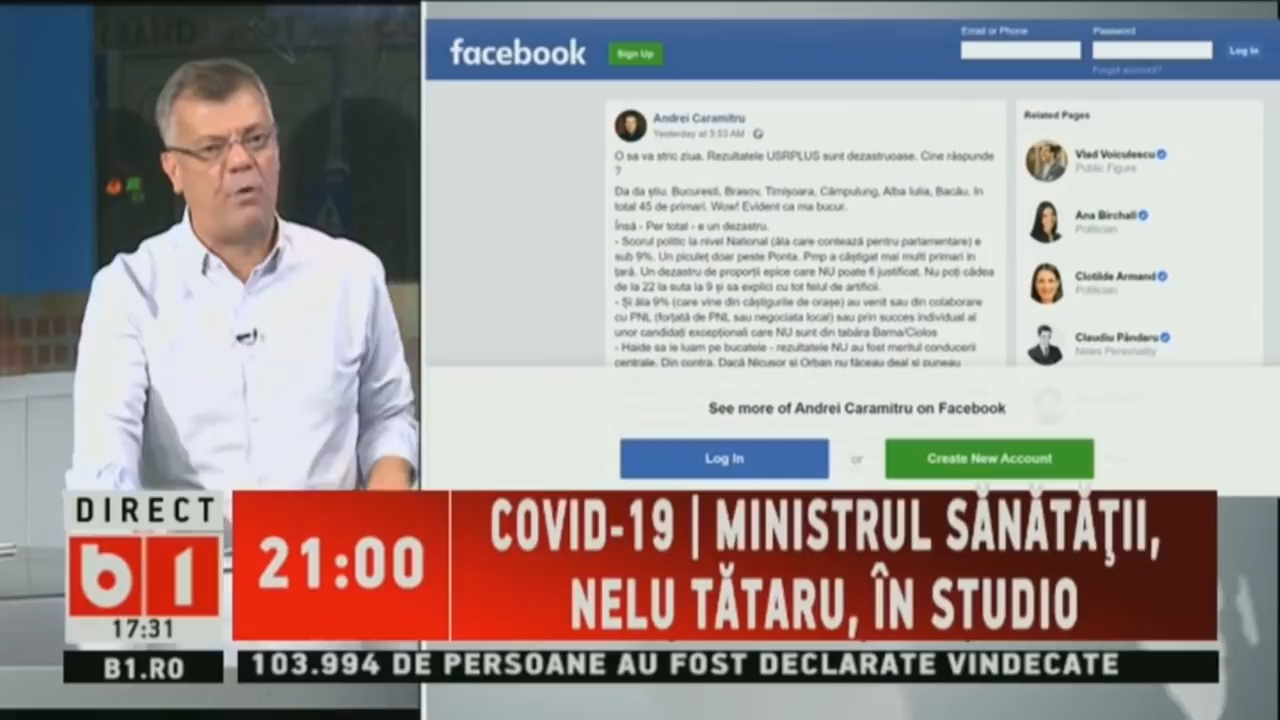 facebook
Sign Up
Email or Phone
Password
Log In
Forgot account?
Andrei Caramitru
Yesterday at 3:53 AM
O sa va stric ziua. Rezultatele USRPLUS sunt dezastruoase. Cine răspunde
?
Da da știu. Bucuresti, Brasov, Timișoara, Câmpulung, Alba Iulia, Bacău. In
total 45 de primari. Wow! Evident ca ma bucur.
Însă - Per total - e un dezastru.
- Scorul politic la nivel National (ăla care contează pentru parlamentare) e
sub 9%. Un piculeț doar peste Ponta. Pmp a câștigat mai multi primari in
țară. Un dezastru de proporții epice care NU poate fi justificat. Nu poți cădea
de la 22 la suta la 9 și sa explici cu tot felul de artificii.
- Și ăla 9% (care vine din câștigurile de orașe) au venit sau din colaborare
cu PNL (forțată de PNL sau negociata local) sau prin succes individual al
unor candidați excepționali care NU sunt din tabăra Barna/Ciolos
- Haide sa le luam pe bucatele - rezultatele NU au fost meritul conducerii
centrale. Din contra. Dacă Nicușor și Orban nu făceau deal si puneau
Related Pages
Vlad Voiculescu
Public Figure
Ana Birchall
Politician
Clotilde Armand
Politician
Claudiu Pândaru
News Personality
See more of Andrei Caramitru on Facebook
Log In
or
Create New Account
DIRECT
b1
17:31
B1.RO
21:00
COVID-19 | MINISTRUL SĂNĂTĂŢII,
NELU TĂTARU, ÎN STUDIO
103.994 DE PERSOANE AU FOST DECLARATE VINDECATE